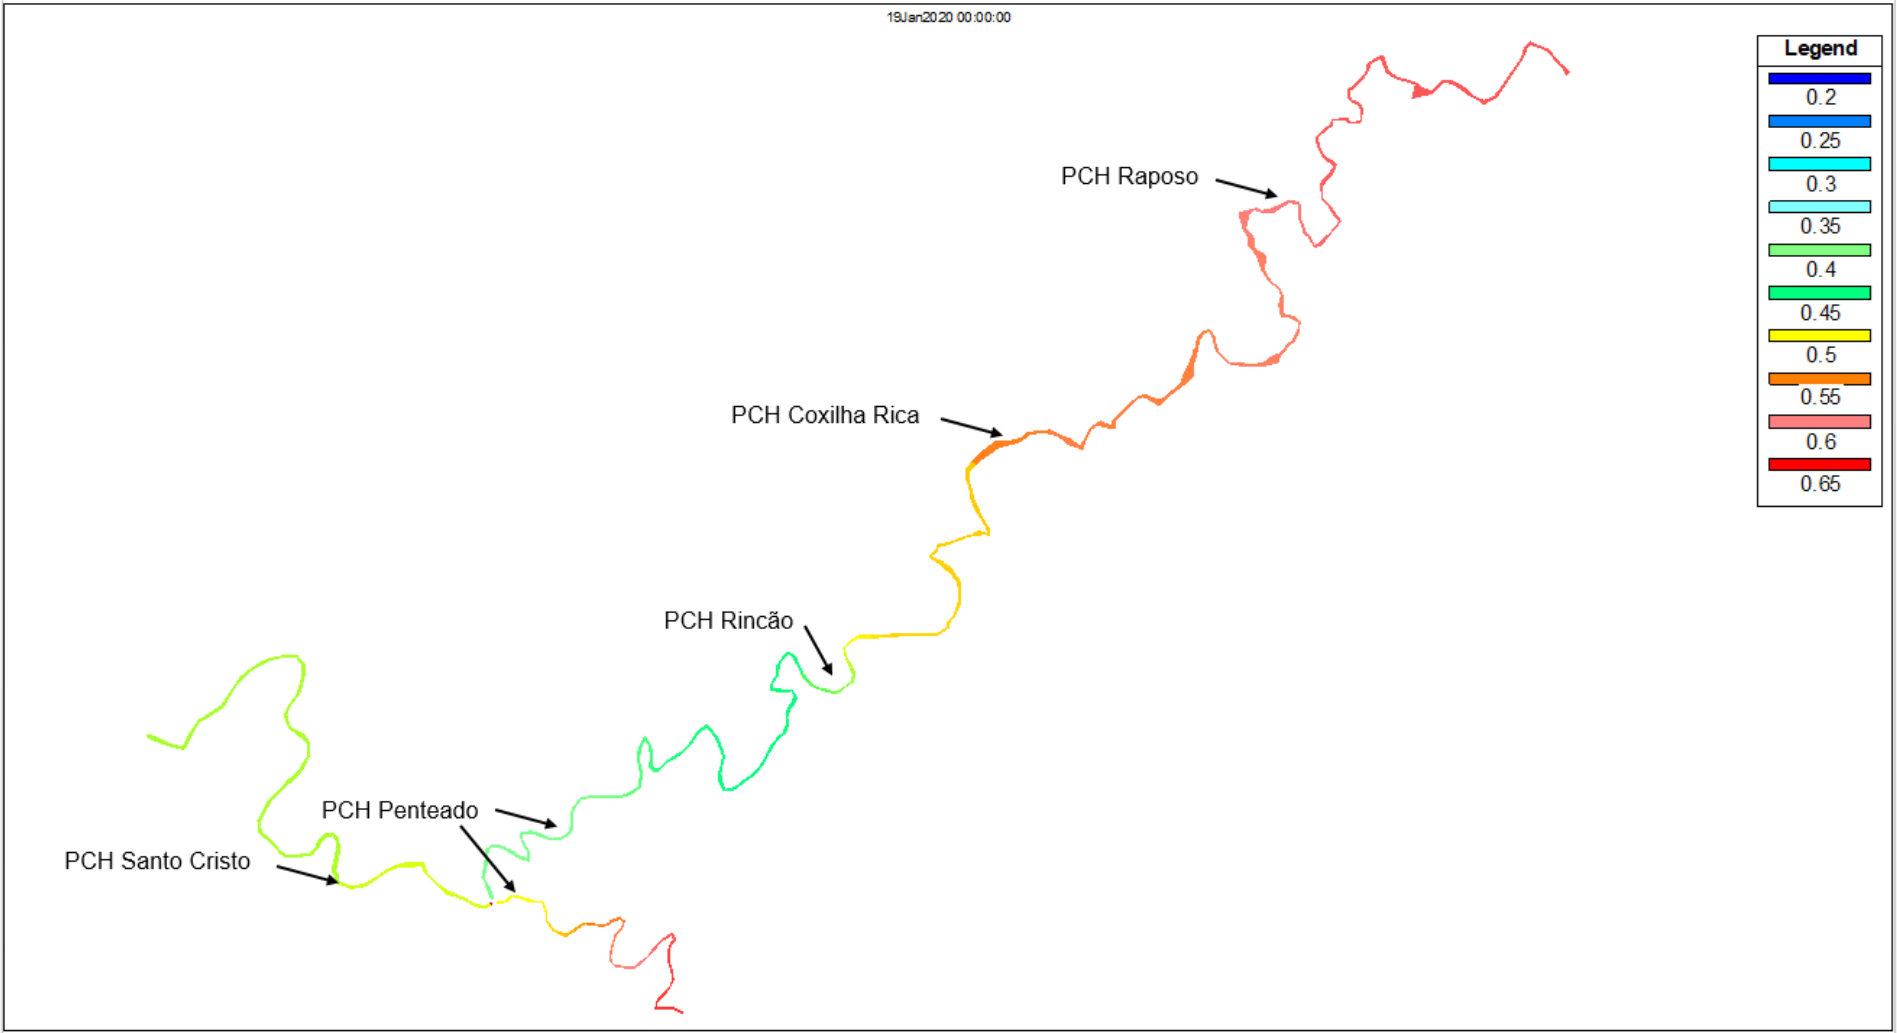 19Jan2020 00:00:00
Legend
0.2
0.25
0.3
0.35
0.4
0.45
0.5
0.55
0.6
0.65
PCH Raposo
PCH Coxilha Rica
PCH Rincão
PCH Penteado
PCH Santo Cristo